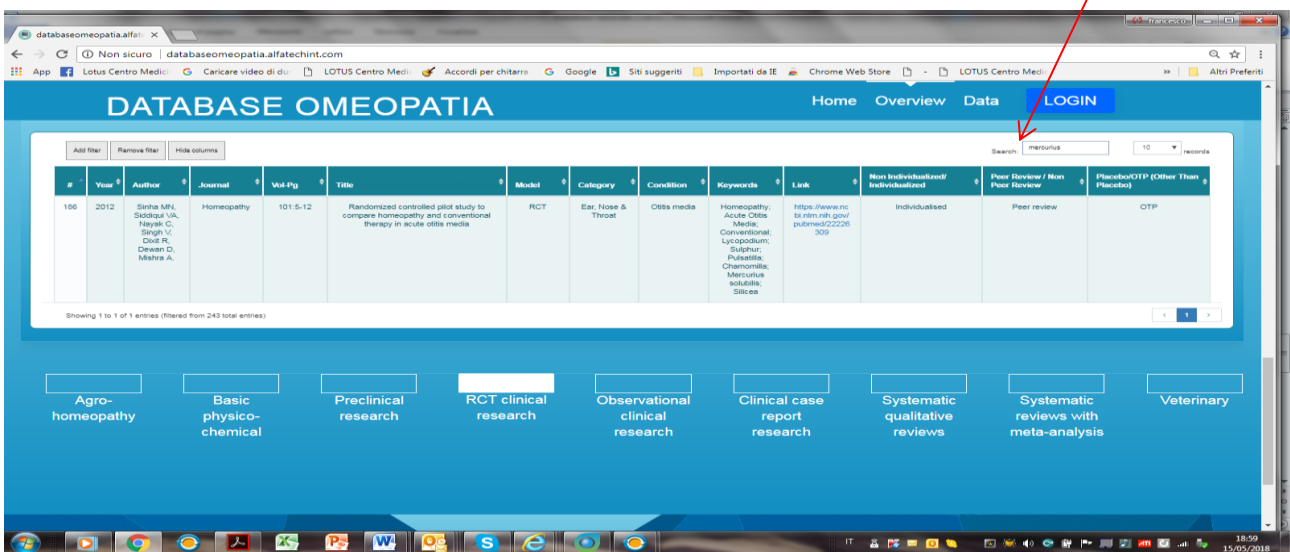 francesco
databaseomeopatia.alfat
Non sicuro | databaseomeopatia.alfatechint.com
App Lotus Centro Medic Caricare video di du LOTUS Centro Medi Accordi per chitarra Google Siti suggeriti Importati da IE Chrome Web Store - LOTUS Centro Medi » Altri Preferiti
DATABASE OMEOPATIA Home Overview Data LOGIN
Add filter Remove filter Hide columns Search: mercurius 10 records
# Year Author Journal Vol-Pg Title Model Category Condition Keywords Link Non Individualized/ Individualized Peer Review / Non Peer Review Placebo/OTP (Other Than Placebo)
166 2012
Sinha MN,
Siddiqui VA,
Nayak C,
Singh V,
Dixit R,
Dewan D,
Mishra A.
Homeopathy
101:5-12
Randomized controlled pilot study to
compare homeopathy and conventional
therapy in acute otitis media
RCT
Ear, Nose &
Throat
Otitis media
Homeopathy;
Acute Otitis
Media;
Conventional;
Lycopodium;
Sulphur;
Pulsatilla;
Chamomilla;
Mercurius
solubilis;
Silicea
https://www.nc
bi.nlm.nih.gov/
pubmed/22226
309
Individualised
Peer review
OTP
Showing 1 to 1 of 1 entries (filtered from 243 total entries) < 1 >
Agro-
homeopathy
Basic
physico-
chemical
Preclinical
research
RCT clinical
research
Observational
clinical
research
Clinical case
report
research
Systematic
qualitative
reviews
Systematic
reviews with
meta-analysis
Veterinary
IT
18:59
15/05/2018